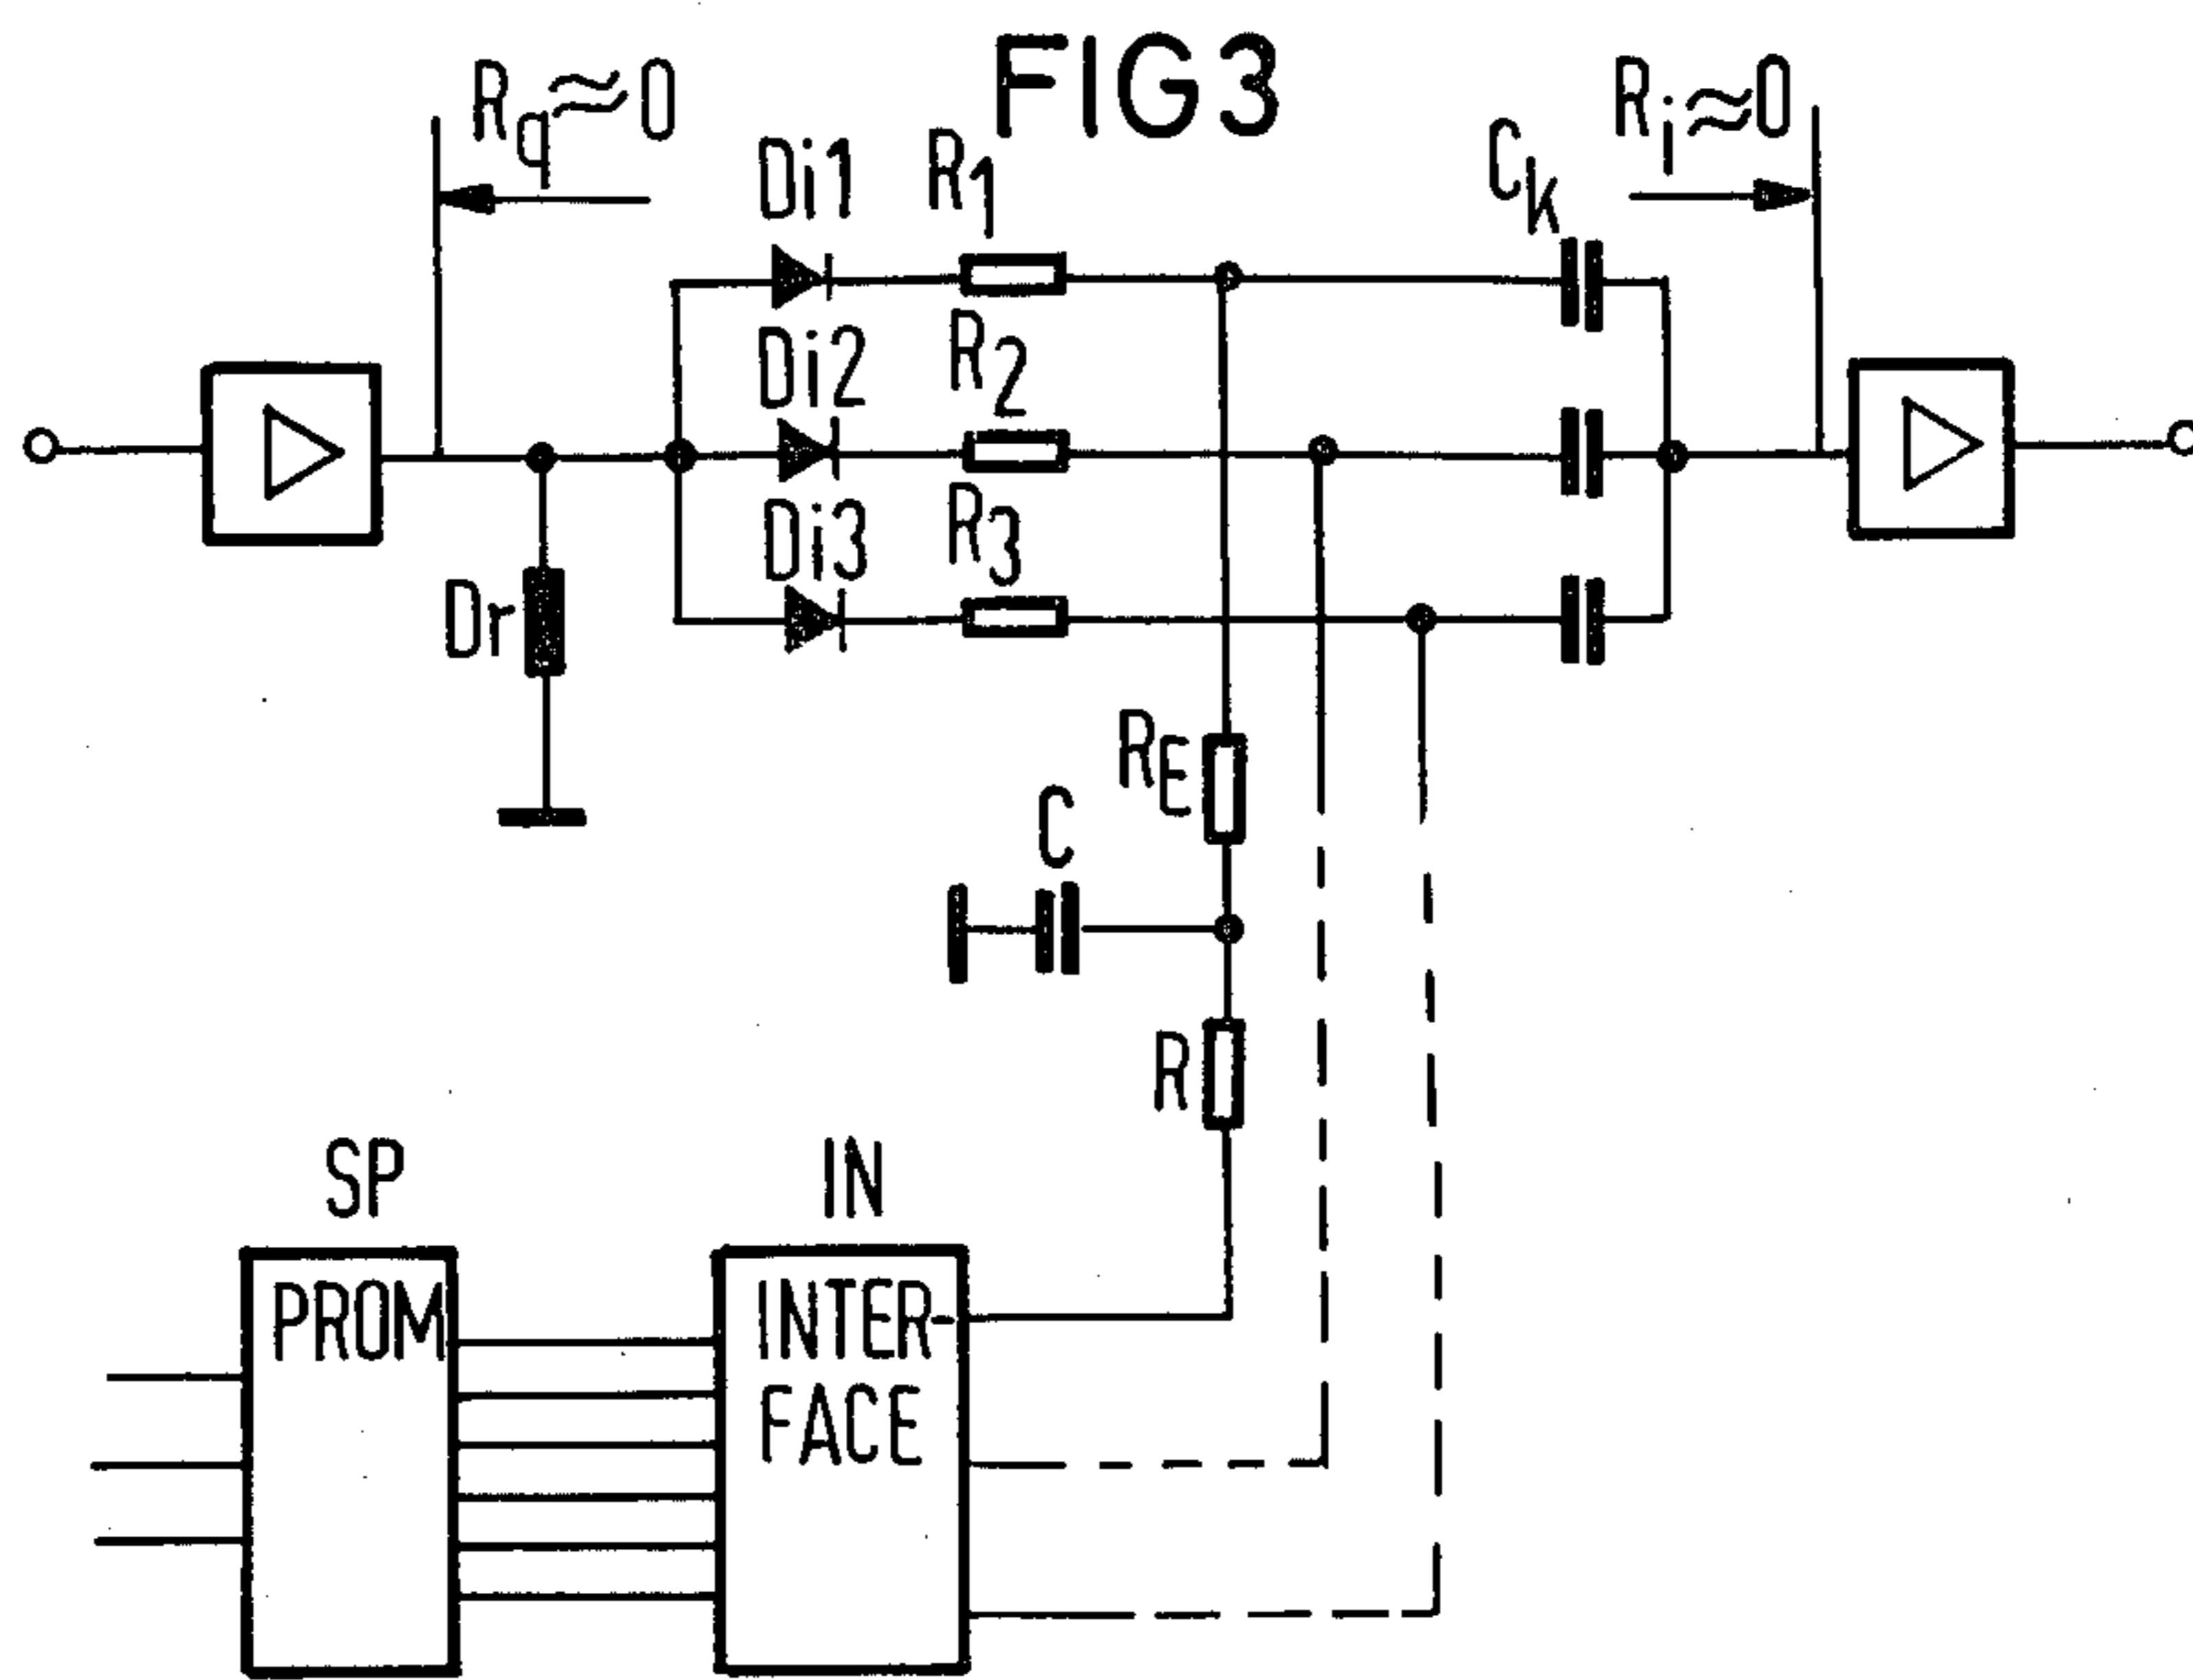 FIG3
Rq≈0
Ri≈0
Di1
R1
Ck
Di2
R2
Di3
R3
Dr
RE
C
R
SP
IN
PROM
INTER-
FACE